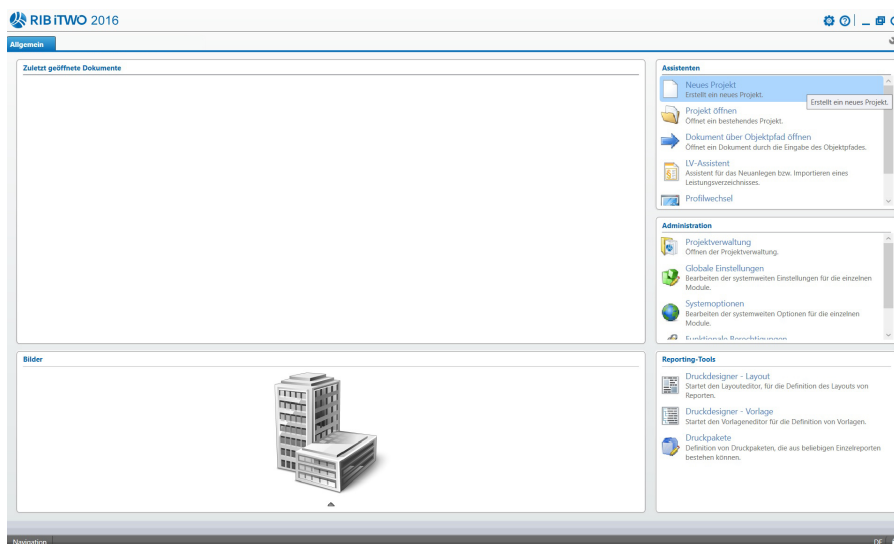 RIB iTWO 2016
Allgemein
Zuletzt geöffnete Dokumente
Assistenten
Neues Projekt
Erstellt ein neues Projekt.
Erstellt ein neues Projekt.
Projekt öffnen
Öffnet ein bestehendes Projekt.
Dokument über Objektpfad öffnen
Öffnet ein Dokument durch die Eingabe des Objektpfades.
LV-Assistent
Assistent für das Neuanlegen bzw. Importieren eines
Leistungsverzeichnisses.
Profilwechsel
Administration
Projektverwaltung
Öffnen der Projektverwaltung.
Globale Einstellungen
Bearbeiten der systemweiten Einstellungen für die einzelnen
Module.
Systemoptionen
Bearbeiten der systemweiten Optionen für die einzelnen
Module.
Funktionale Berechtigungen
Bilder
Reporting-Tools
Druckdesigner - Layout
Startet den Layouteditor, für die Definition des Layouts von
Reporten.
Druckdesigner - Vorlage
Startet den Vorlageneditor für die Definition von Vorlagen.
Druckpakete
Definition von Druckpaketen, die aus beliebigen Einzelreporten
bestehen können.
Navigation
DE